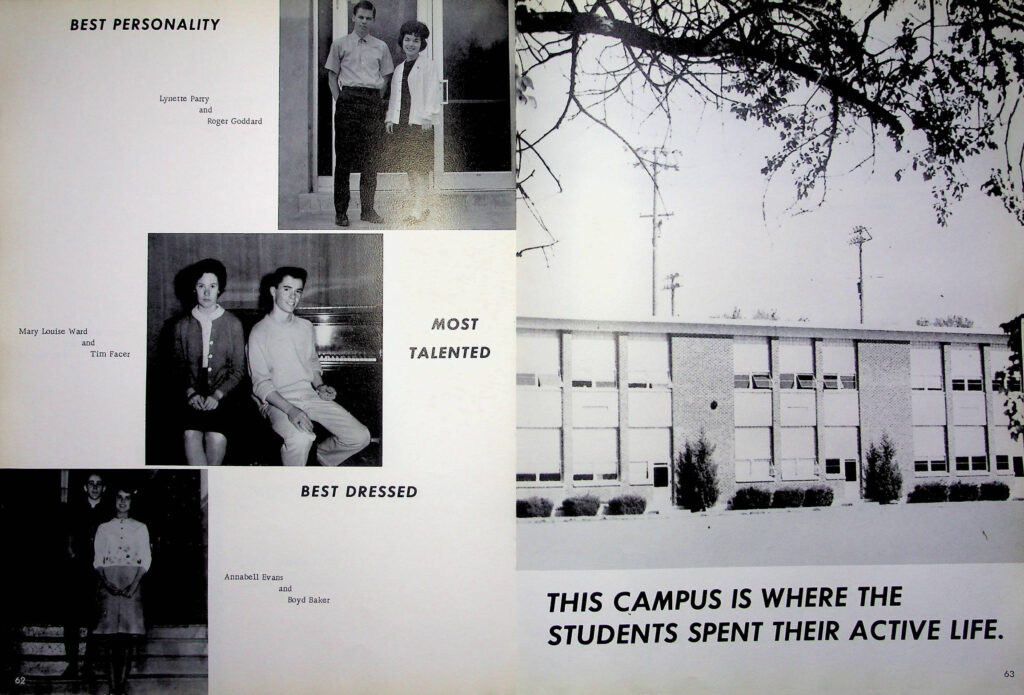 BEST PERSONALITY
Lynette Parry
and
Roger Goddard
MOST
TALENTED
Mary Louise Ward
and
Tim Facer
BEST DRESSED
Annabell Evans
and
Boyd Baker
62
THIS CAMPUS IS WHERE THE
STUDENTS SPENT THEIR ACTIVE LIFE.
63